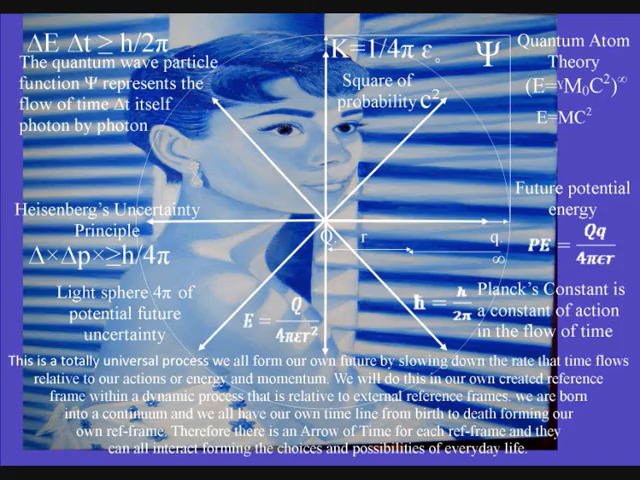 ΔE Δt ≥ h/2π
The quantum wave particle
function Ψ represents the
flow of time Δt itself
photon by photon
K=1/4π ε。
Square of
probability c²
Ψ
Quantum Atom
Theory
(E=ᵞM₀C²)∞
E=MC²
Heisenberg's Uncertainty
Principle
Δ×Δp×≥h/4π
Future potential
energy
PE = Qq / 4πεr
Q. r q.
∞
Light sphere 4π of
potential future
uncertainty
E = Q / 4πεr²
ħ = h / 2π
Planck's Constant is
a constant of action
in the flow of time
This is a totally universal process we all form our own future by slowing down the rate that time flows
relative to our actions or energy and momentum. We will do this in our own created reference
frame within a dynamic process that is relative to external reference frames. we are born
into a continuum and we all have our own time line from birth to death forming our
own ref-frame. Therefore there is an Arrow of Time for each ref-frame and they
can all interact forming the choices and possibilities of everyday life.